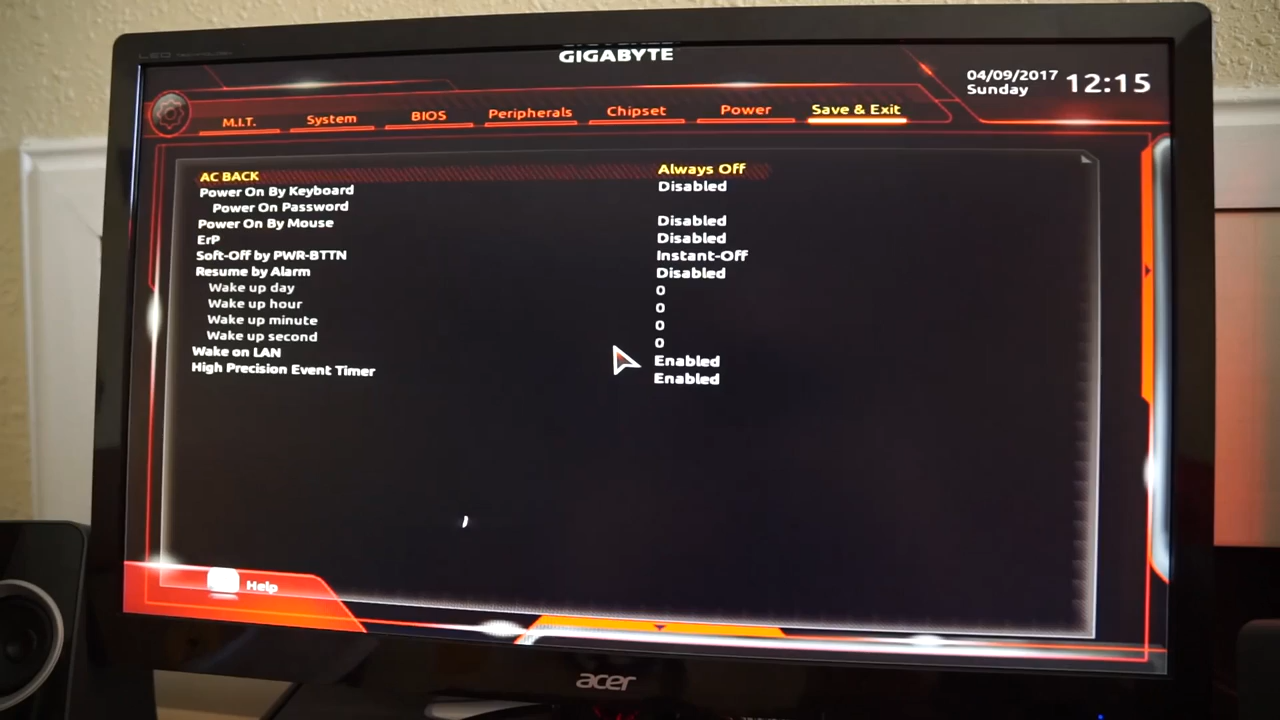 GIGABYTE
04/09/2017
Sunday
12:15
M.I.T.
System
BIOS
Peripherals
Chipset
Power
Save & Exit
AC BACK Always Off
Power On By Keyboard Disabled
Power On Password
Power On By Mouse Disabled
ErP Disabled
Soft-Off by PWR-BTTN Instant-Off
Resume by Alarm Disabled
Wake up day 0
Wake up hour 0
Wake up minute 0
Wake up second 0
Wake on LAN Enabled
High Precision Event Timer Enabled
Help
acer